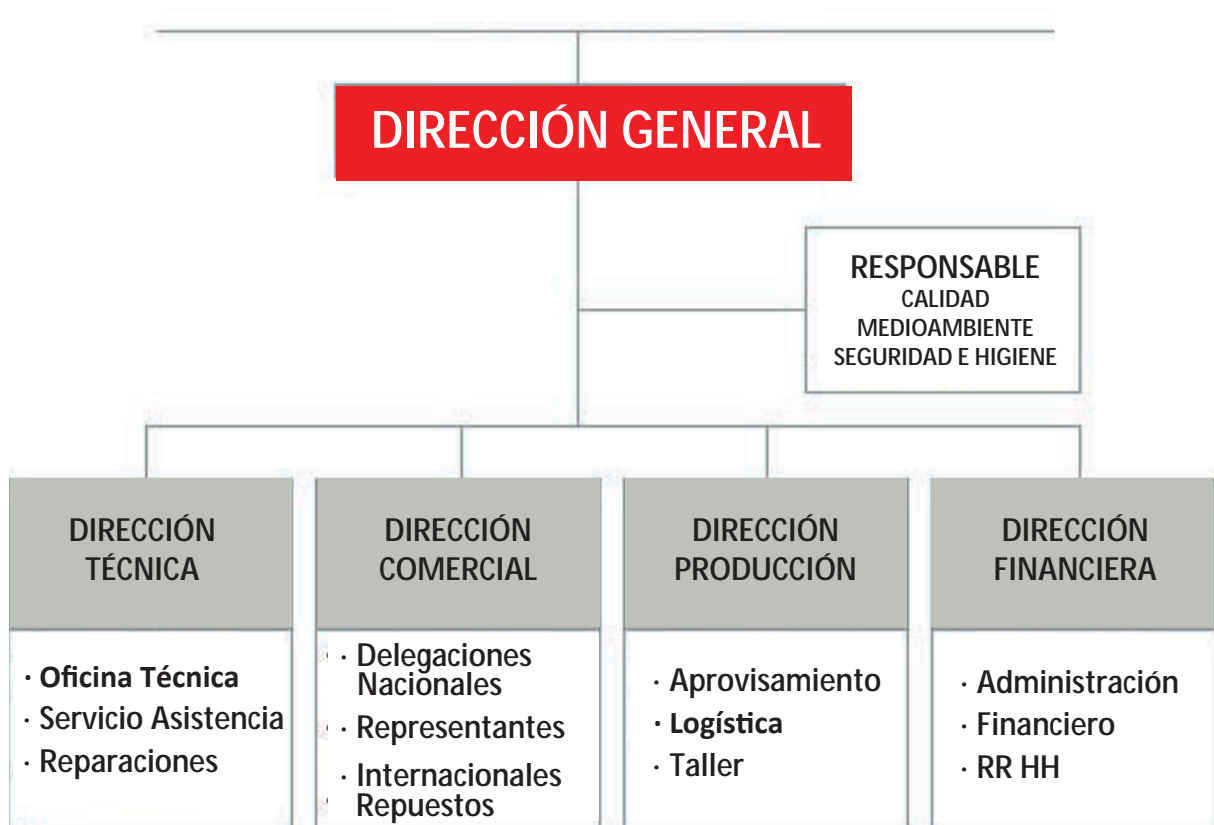 DIRECCIÓN GENERAL
RESPONSABLE
CALIDAD
MEDIOAMBIENTE
SEGURIDAD E HIGIENE
DIRECCIÓN
TÉCNICA
· Oficina Técnica
· Servicio Asistencia
· Reparaciones
DIRECCIÓN
COMERCIAL
· Delegaciones
Nacionales
· Representantes
· Internacionales
Repuestos
DIRECCIÓN
PRODUCCIÓN
· Aprovisamiento
· Logística
· Taller
DIRECCIÓN
FINANCIERA
· Administración
· Financiero
· RR HH